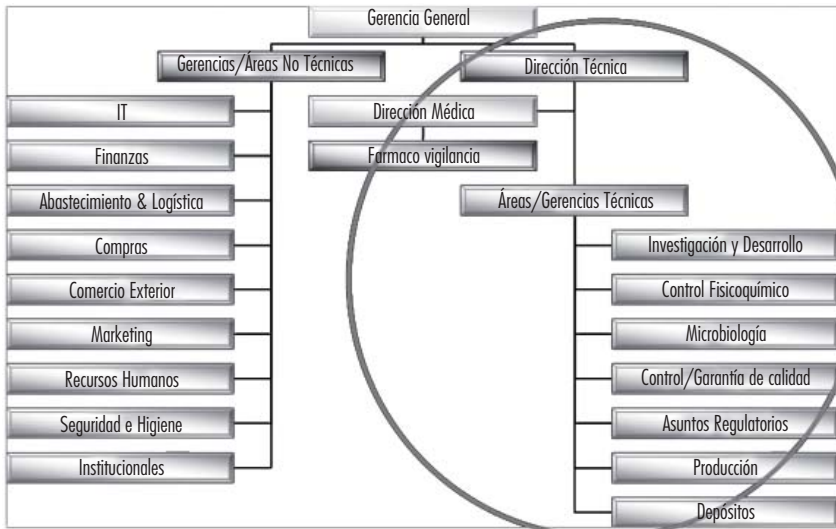 Gerencia General
Gerencias/Áreas No Técnicas
Dirección Técnica
IT
Dirección Médica
Finanzas
Farmaco vigilancia
Abastecimiento & Logística
Áreas/Gerencias Técnicas
Compras
Investigación y Desarrollo
Comercio Exterior
Control Fisicoquímico
Marketing
Microbiología
Recursos Humanos
Control/Garantía de calidad
Seguridad e Higiene
Asuntos Regulatorios
Institucionales
Producción
Depósitos